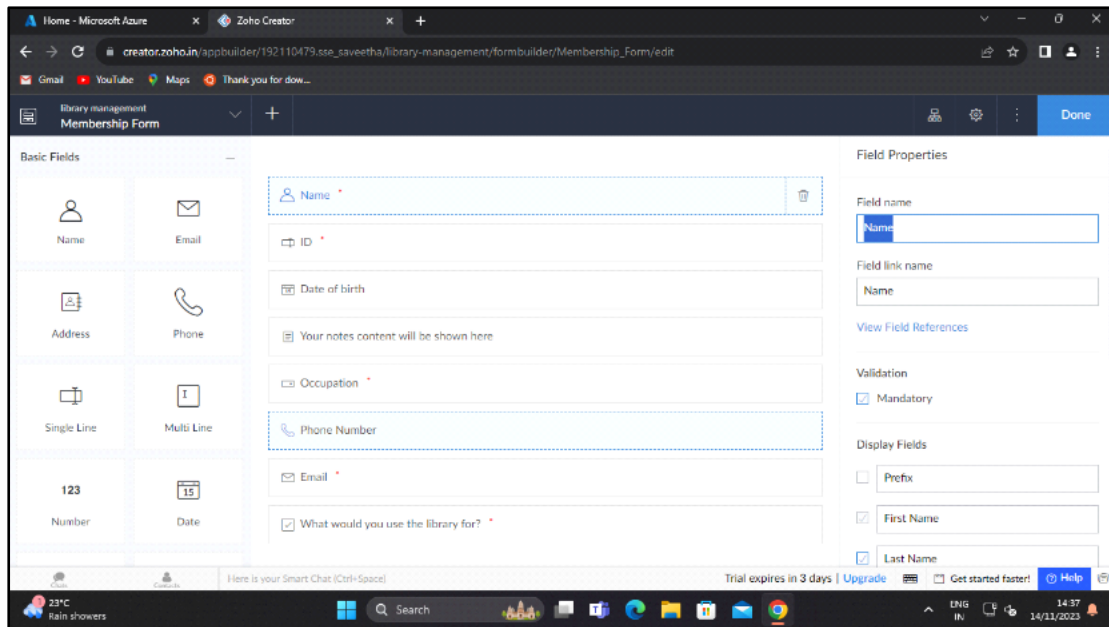 Home - Microsoft Azure
Zoho Creator
creator.zoho.in/appbuilder/192110479.sse_saveetha/library-management/formbuilder/Membership_Form/edit
Gmail YouTube Maps Thank you for dow...
library management
Membership Form
Done
Basic Fields
Name Email
Address Phone
Single Line Multi Line
123 15
Number Date
Name *
ID *
Date of birth
Your notes content will be shown here
Occupation *
Phone Number
Email *
What would you use the library for? *
Field Properties
Field name
Name
Field link name
Name
View Field References
Validation
Mandatory
Display Fields
Prefix
First Name
Last Name
Chats Contacts Here is your Smart Chat (Ctrl+Space) Trial expires in 3 days | Upgrade Get started faster! Help
23°C
Rain showers
Search
ENG
IN
14:37
14/11/2023